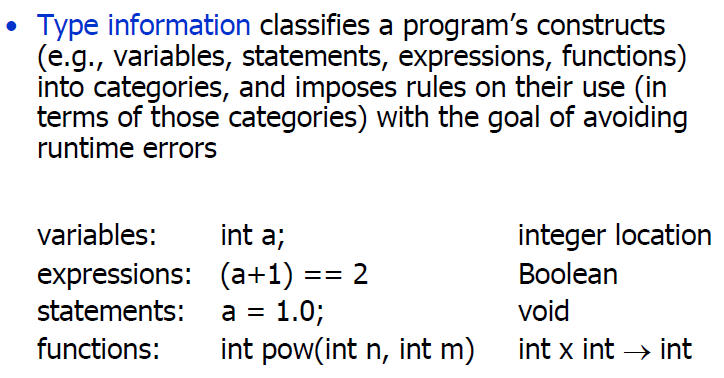 • Type information classifies a program's constructs
(e.g., variables, statements, expressions, functions)
into categories, and imposes rules on their use (in
terms of those categories) with the goal of avoiding
runtime errors
variables: int a; integer location
expressions: (a+1) == 2 Boolean
statements: a = 1.0; void
functions: int pow(int n, int m) int x int → int